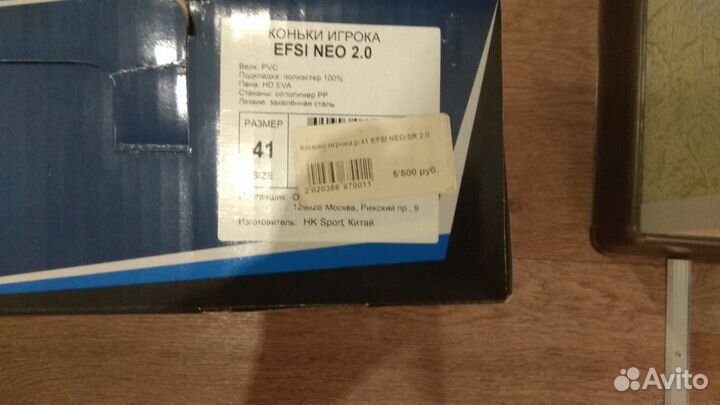 КОНЬКИ ИГРОКА
EFSI NEO 2.0
Верх: PVC
Подкладка: полиэстер 100%
Пена: HD EVA
Стаканы: сополимер PP
Лезвие: закалённая сталь
РАЗМЕР
41
SIZE
Коньки игрока р.41 EFSI NEO/SR 2.0
2 020366 670011
5'500 руб.
Москва, Рижский пр., 9
Изготовитель: HK Sport, Китай
Avito